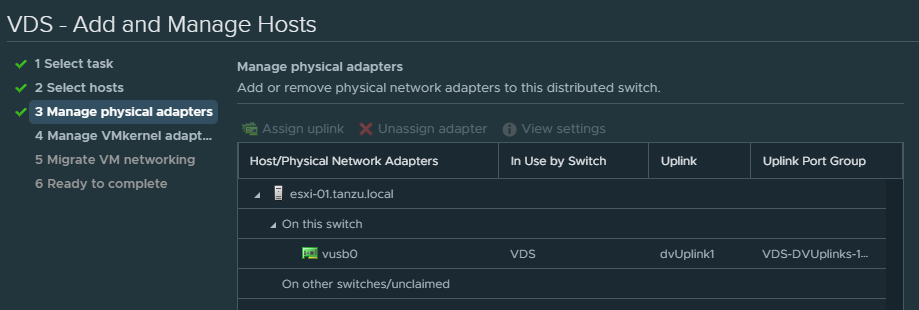 VDS - Add and Manage Hosts
1 Select task
2 Select hosts
3 Manage physical adapters
4 Manage VMkernel adapt...
5 Migrate VM networking
6 Ready to complete
Manage physical adapters
Add or remove physical network adapters to this distributed switch.
Assign uplink Unassign adapter View settings
Host/Physical Network Adapters In Use by Switch Uplink Uplink Port Group
esxi-01.tanzu.local
On this switch
vusb0 VDS dvUplink1 VDS-DVUplinks-1...
On other switches/unclaimed